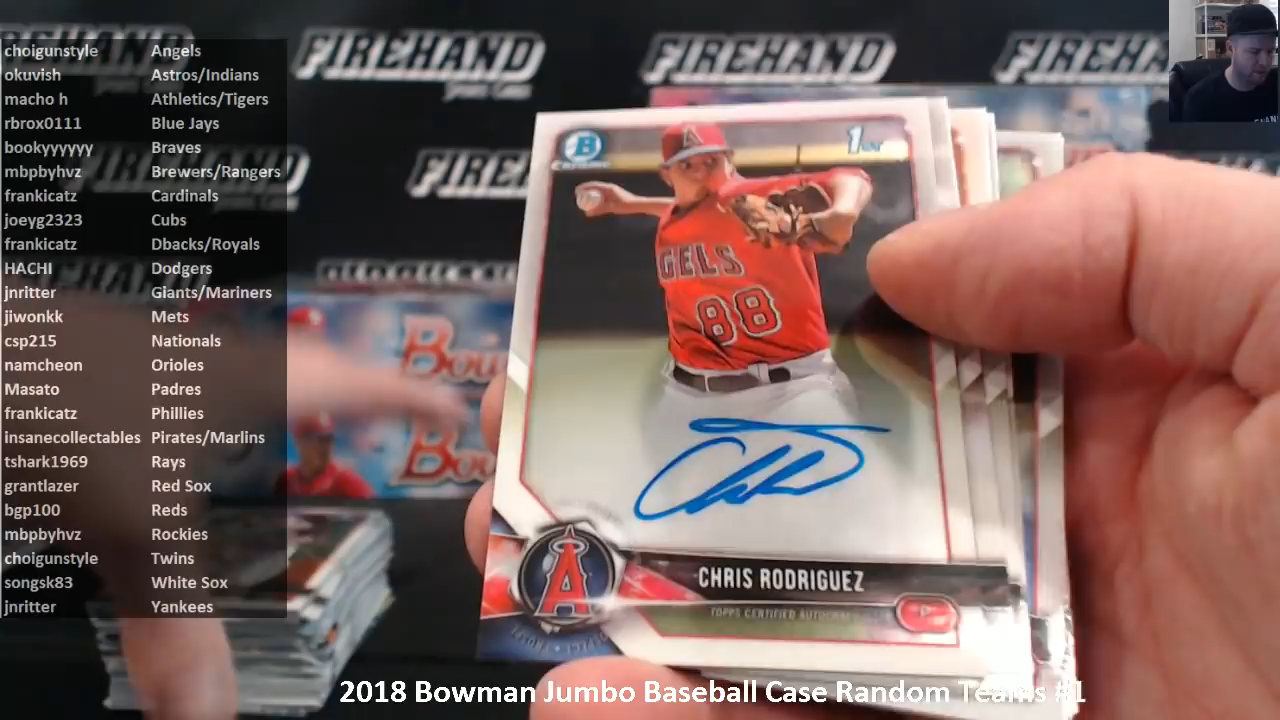 FIREHAND
FIREHAND
FIREHAND
choigunstyle Angels
okuvish Astros/Indians
macho h Athletics/Tigers
rbrox0111 Blue Jays
bookyyyyyy Braves
mbpbyhvz Brewers/Rangers
frankicatz Cardinals
joeyg2323 Cubs
frankicatz Dbacks/Royals
HACHI Dodgers
jnritter Giants/Mariners
jiwonkk Mets
csp215 Nationals
namcheon Orioles
Masato Padres
frankicatz Phillies
insanecollectables Pirates/Marlins
tshark1969 Rays
grantlazer Red Sox
bgp100 Reds
mbpbyhvz Rockies
choigunstyle Twins
songsk83 White Sox
jnritter Yankees
B
1st
A
GELS
88
A
CHRIS RODRIGUEZ
TOPPS CERTIFIED
P
2018 Bowman Jumbo Baseball Case Random Teams #1